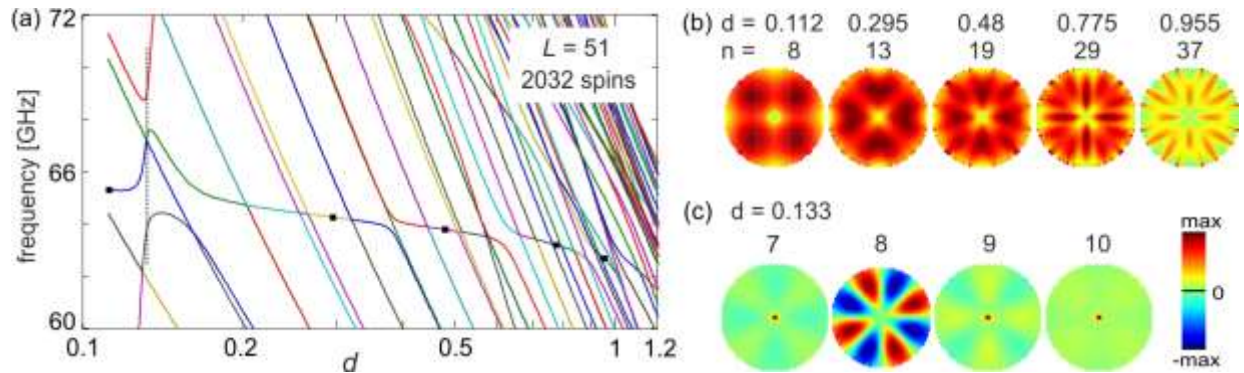 (a)
72
66
60
frequency [GHz]
L = 51
2032 spins
0.1
0.2
0.5
1
1.2
d
(b) d = 0.112 0.295 0.48 0.775 0.955
n = 8 13 19 29 37
(c) d = 0.133
7 8 9 10
max
0
-max